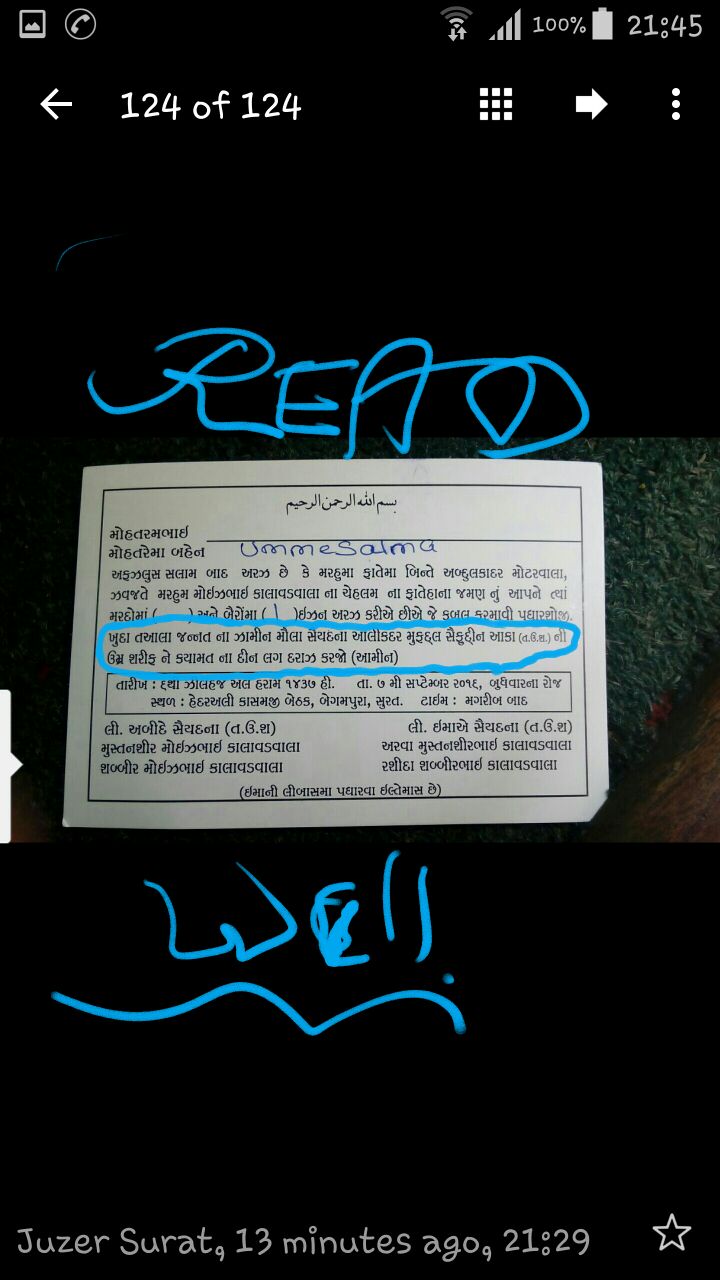 100% 21:45
124 of 124
READ
بسم الله الرحمن الرحيم
મોહતરમભાઈ
મોહતરેમા બહેન ummesalma
અફઝલુસ સલામ બાદ અરઝ છે કે મરહુમા ફાતેમા બિન્તે અબ્દુલકાદર મોટરવાલા,
ઝવજતે મરહુમ મોઈઝભાઈ કાલાવડવાલા ના ચેહલમ ના ફાતેહાના જમણ નું આપને ત્યાં
મરદોમાં ( ) અને બૈરોંમા ( 1 )ઈઝન અરઝ કરીએ છીએ જે કબુલ કરમાવી પધારશોજી.
ખુદા તઆલા જન્નત ના ઝામીન મૌલા સૈયદના આલીકદર મુફદ્દલ સૈફુદ્દીન આકા (ત.ઉ.શ.) ની
ઉમ્ર શરીફ ને કયામત ના દીન લગ દરાઝ કરજો (આમીન)
તારીખ : ૬થી ઝીલહજ અલ હરામ ૧૪૩૭ હી. તા. ૭ મી સપ્ટેમ્બર ૨૦૧૬, બુધવારના રોજ
સ્થળ : હેદરઅલી કાસમજી બેઠક, બેગમપુરા, સુરત. ટાઈમ : મગરીબ બાદ
લી. અબીદે સૈયદના (ત.ઉ.શ) લી. ઈમાએ સૈયદના (ત.ઉ.શ)
મુસ્તનશીર મોઈઝભાઈ કાલાવડવાલા અરવા મુસ્તનશીરભાઈ કાલાવડવાલા
શબ્બીર મોઈઝભાઈ કાલાવડવાલા રશીદા શબ્બીરભાઈ કાલાવડવાલા
(ઈમાની લીબાસમા પધારવા ઈલ્તેમાસ છે)
WEll
Juzer Surat, 13 minutes ago, 21:29